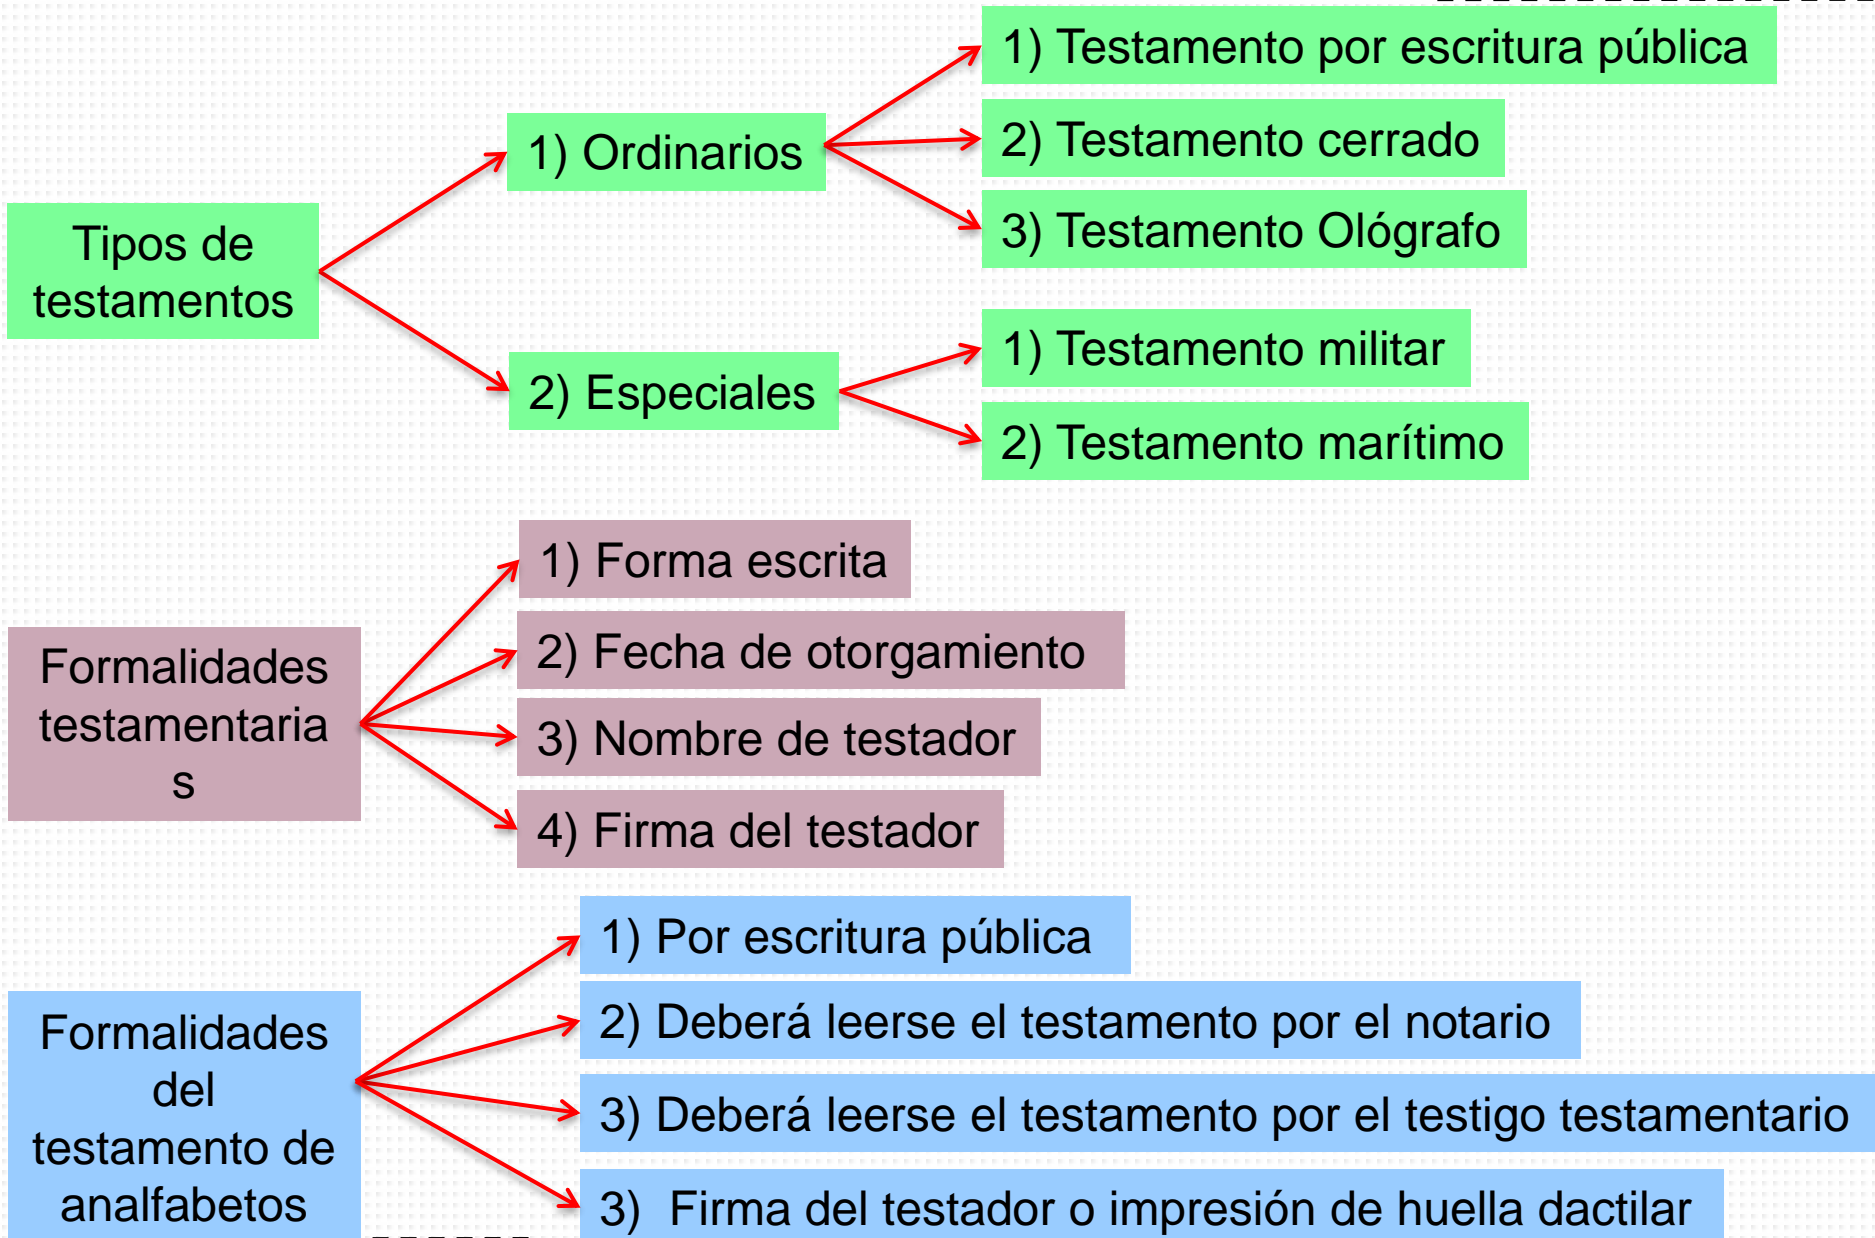 Tipos de
testamentos
1) Ordinarios
1) Testamento por escritura pública
2) Testamento cerrado
3) Testamento Ológrafo
2) Especiales
1) Testamento militar
2) Testamento marítimo
Formalidades
testamentaria
s
1) Forma escrita
2) Fecha de otorgamiento
3) Nombre de testador
4) Firma del testador
Formalidades
del
testamento de
analfabetos
1) Por escritura pública
2) Deberá leerse el testamento por el notario
3) Deberá leerse el testamento por el testigo testamentario
3) Firma del testador o impresión de huella dactilar